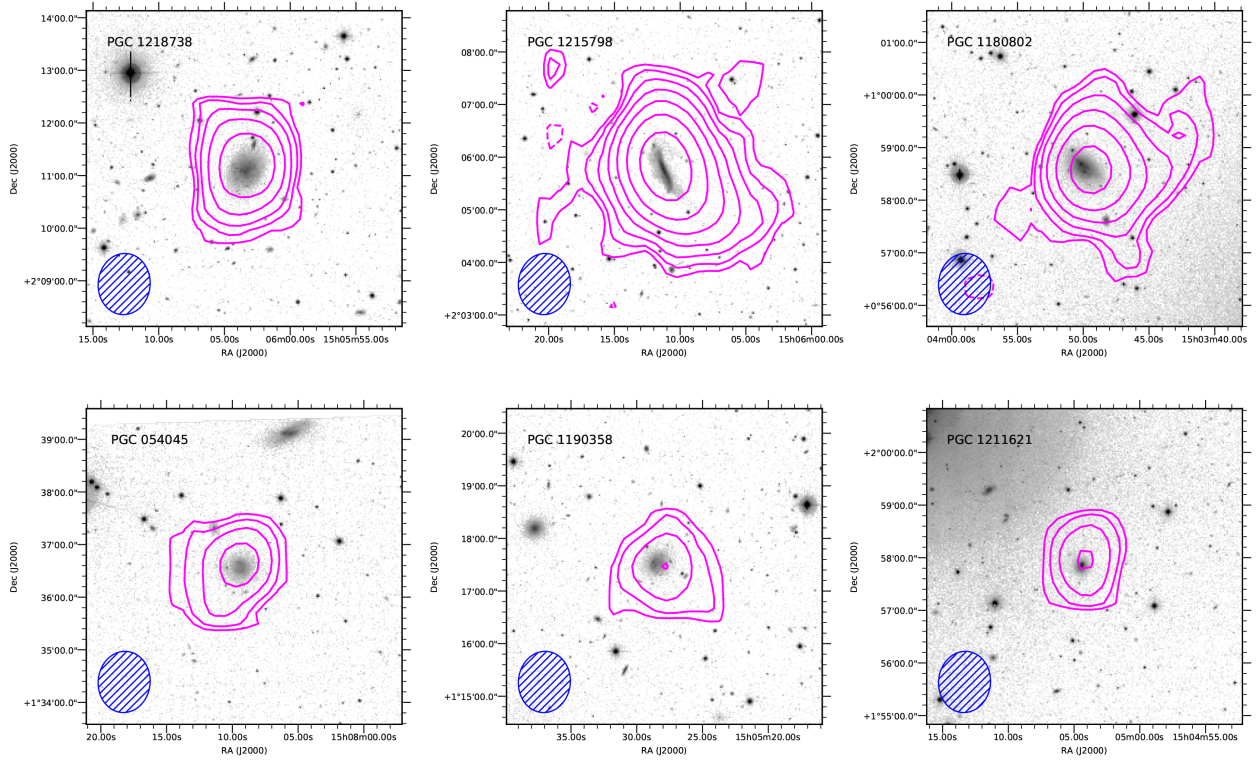 PGC 1218738
14'00.0"
13'00.0"
12'00.0"
11'00.0"
10'00.0"
+2°09'00.0"
Dec (J2000)
15.00s 10.00s 05.00s 06m00.00s 15h05m55.00s
RA (J2000)
PGC 1215798
08'00.0"
07'00.0"
06'00.0"
05'00.0"
04'00.0"
+2°03'00.0"
Dec (J2000)
20.00s 15.00s 10.00s 05.00s 15h06m00.00s
RA (J2000)
PGC 1180802
01'00.0"
+1°00'00.0"
59'00.0"
58'00.0"
57'00.0"
+0°56'00.0"
Dec (J2000)
04m00.00s 55.00s 50.00s 45.00s 15h03m40.00s
RA (J2000)
PGC 054045
39'00.0"
38'00.0"
37'00.0"
36'00.0"
35'00.0"
+1°34'00.0"
Dec (J2000)
20.00s 15.00s 10.00s 05.00s 15h08m00.00s
RA (J2000)
PGC 1190358
20'00.0"
19'00.0"
18'00.0"
17'00.0"
16'00.0"
+1°15'00.0"
Dec (J2000)
35.00s 30.00s 25.00s 15h05m20.00s
RA (J2000)
PGC 1211621
+2°00'00.0"
59'00.0"
58'00.0"
57'00.0"
56'00.0"
+1°55'00.0"
Dec (J2000)
15.00s 10.00s 05.00s 05m00.00s 15h04m55.00s
RA (J2000)